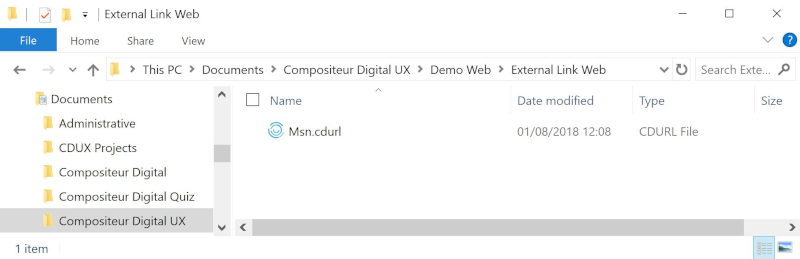 External Link Web
File Home Share View
This PC Documents Compositeur Digital UX Demo Web External Link Web Search Exte...
Documents
Administrative
CDUX Projects
Compositeur Digital
Compositeur Digital Quiz
Compositeur Digital UX
Name Date modified Type Size
Msn.cdurl 01/08/2018 12:08 CDURL File
1 item